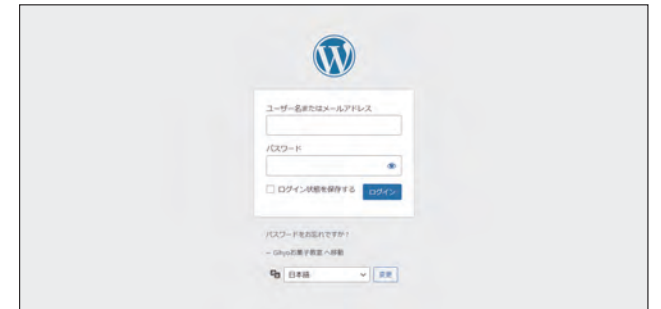 ユーザー名またはメールアドレス
パスワード
ログイン状態を保存する ログイン
パスワードをお忘れですか ?
← Gihyoお菓子教室 へ移動
日本語 変更